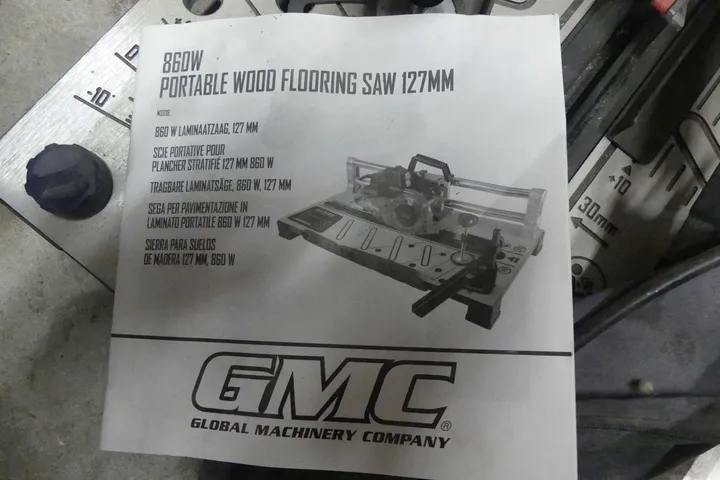 860W
PORTABLE WOOD FLOORING SAW 127MM
860 W LAMINAATZAAG, 127 MM
SCIE PORTATIVE POUR
PLANCHER STRATIFIÉ 127 MM 860 W
TRAGBARE LAMINATSÄGE, 860 W, 127 MM
SEGA PER PAVIMENTAZIONE IN
LAMINATO PORTATILE 860 W 127 MM
SIERRA PARA SUELOS
DE MADERA 127 MM, 860 W
GMC®
GLOBAL MACHINERY COMPANY
-10
+10
30mm